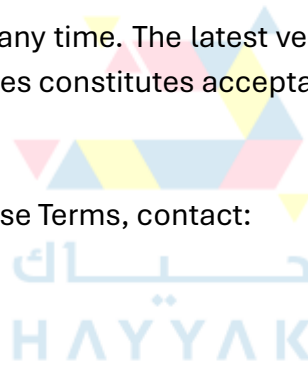 any time. The latest ve
es constitutes accepta
se Terms, contact:
حياك
HAYYAK